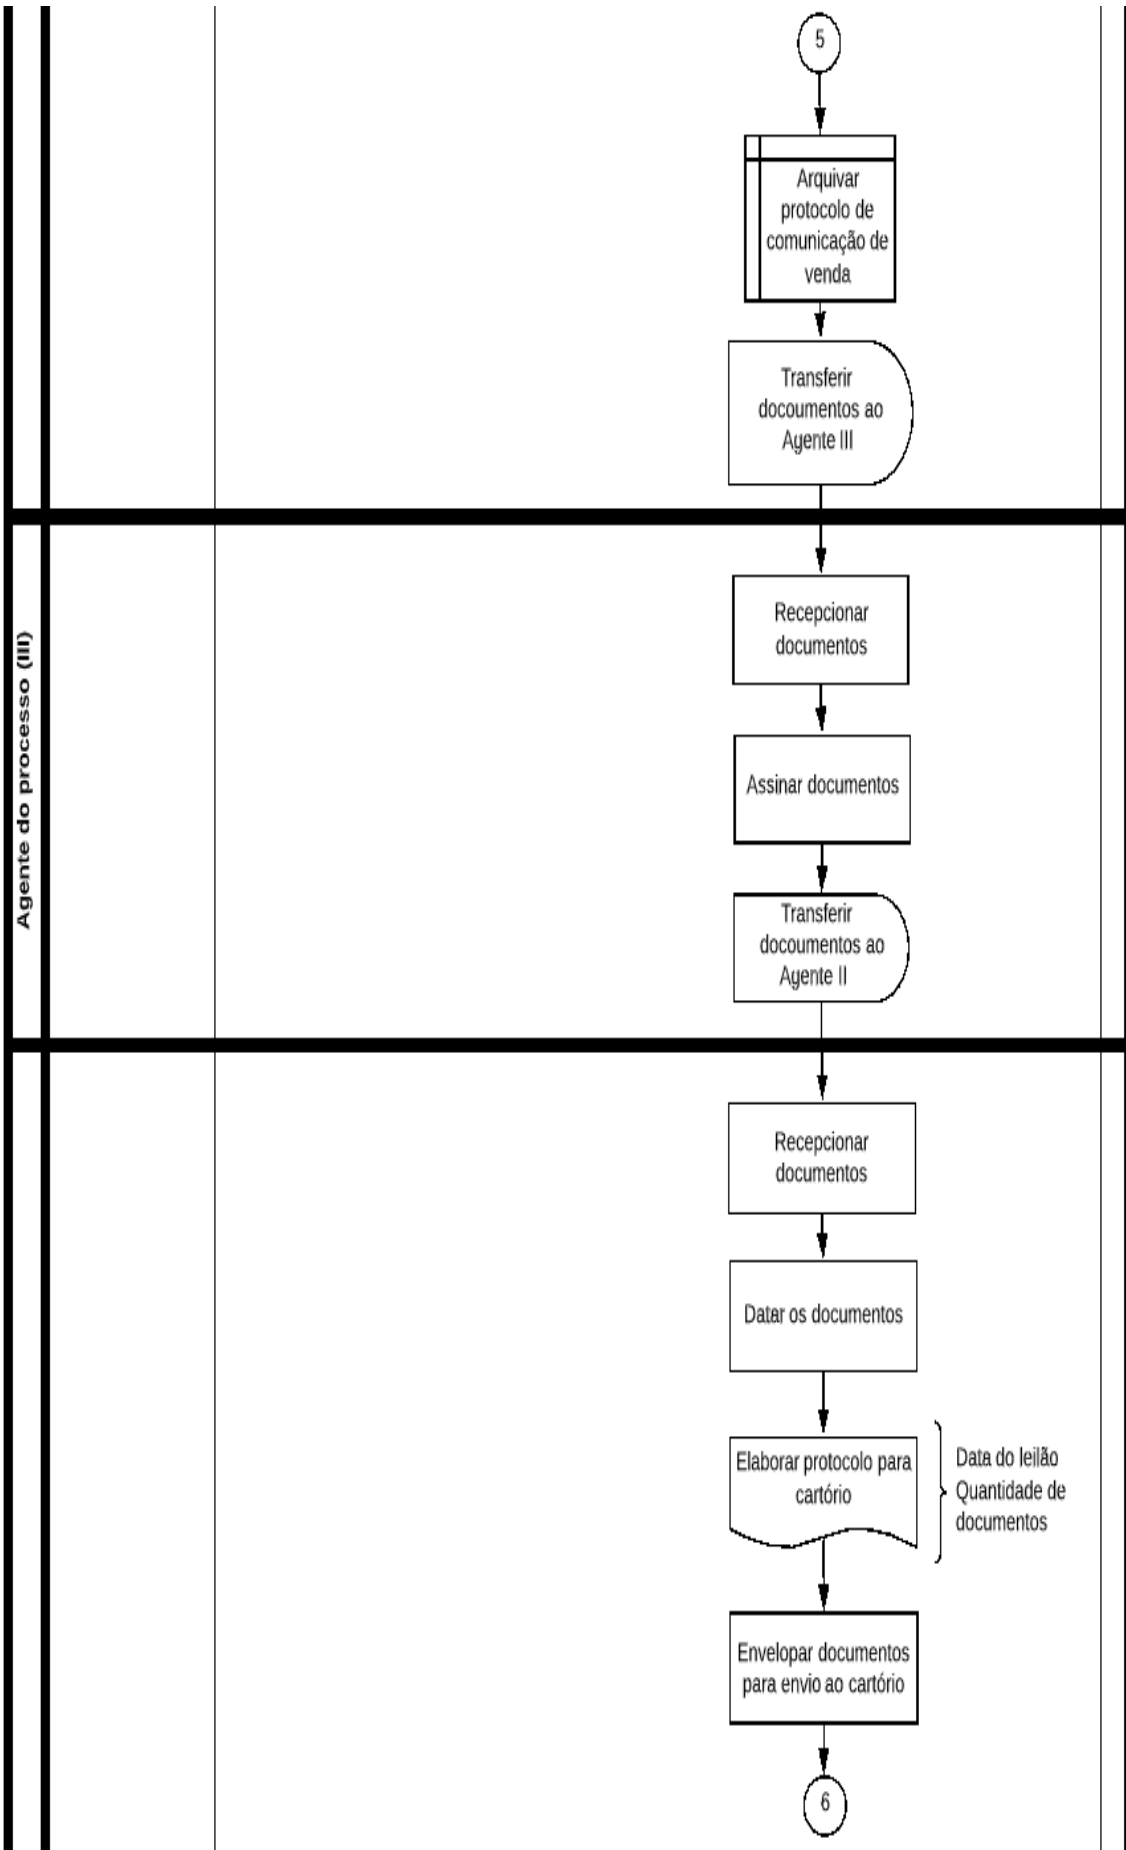 5
Arquivar
protocolo de
comunicação de
venda
Transferir
docoumentos ao
Agente III
Agente do processo (III)
Recepcionar
documentos
Assinar documentos
Transferir
docoumentos ao
Agente II
Recepcionar
documentos
Datar os documentos
Elaborar protocolo para
cartório
Data do leilão
Quantidade de
documentos
Envelopar documentos
para envio ao cartório
6